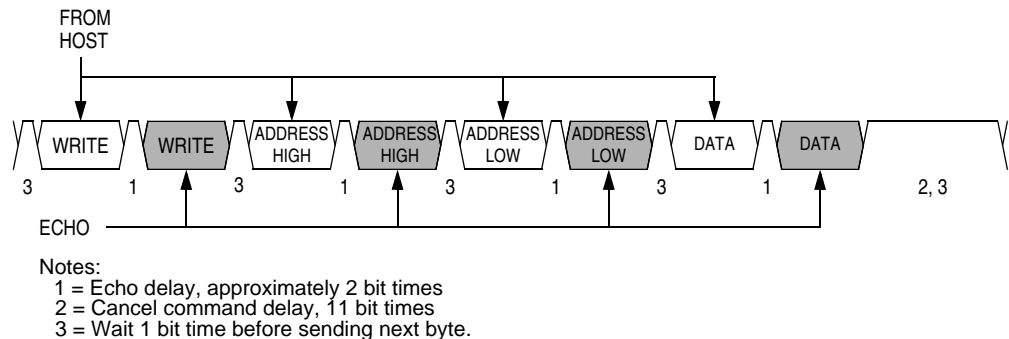 FROM
HOST
WRITE
WRITE
ADDRESS
HIGH
ADDRESS
HIGH
ADDRESS
LOW
ADDRESS
LOW
DATA
DATA
3 1 3 1 3 1 3 1 2, 3
ECHO
Notes:
1 = Echo delay, approximately 2 bit times
2 = Cancel command delay, 11 bit times
3 = Wait 1 bit time before sending next byte.